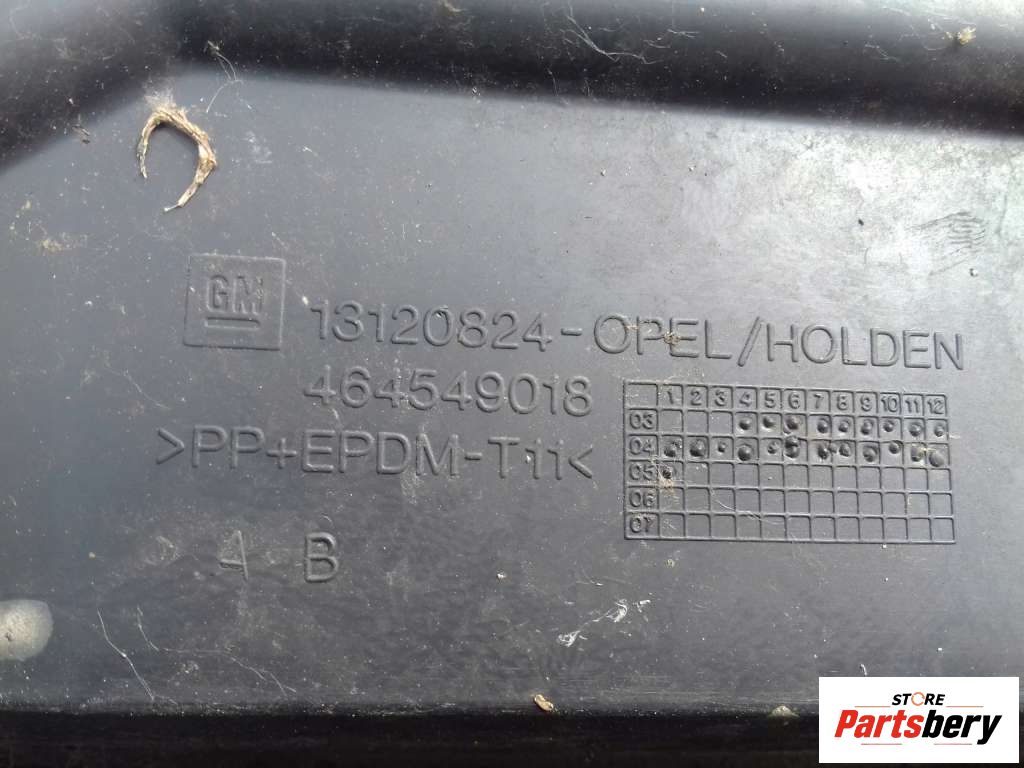 GM
13120824-OPEL/HOLDEN
464549018
>PP+EPDM-T11<
1 2 3 4 5 6 7 8 9 10 11 12
03
04
05
06
07
A B
STORE
Partsbery